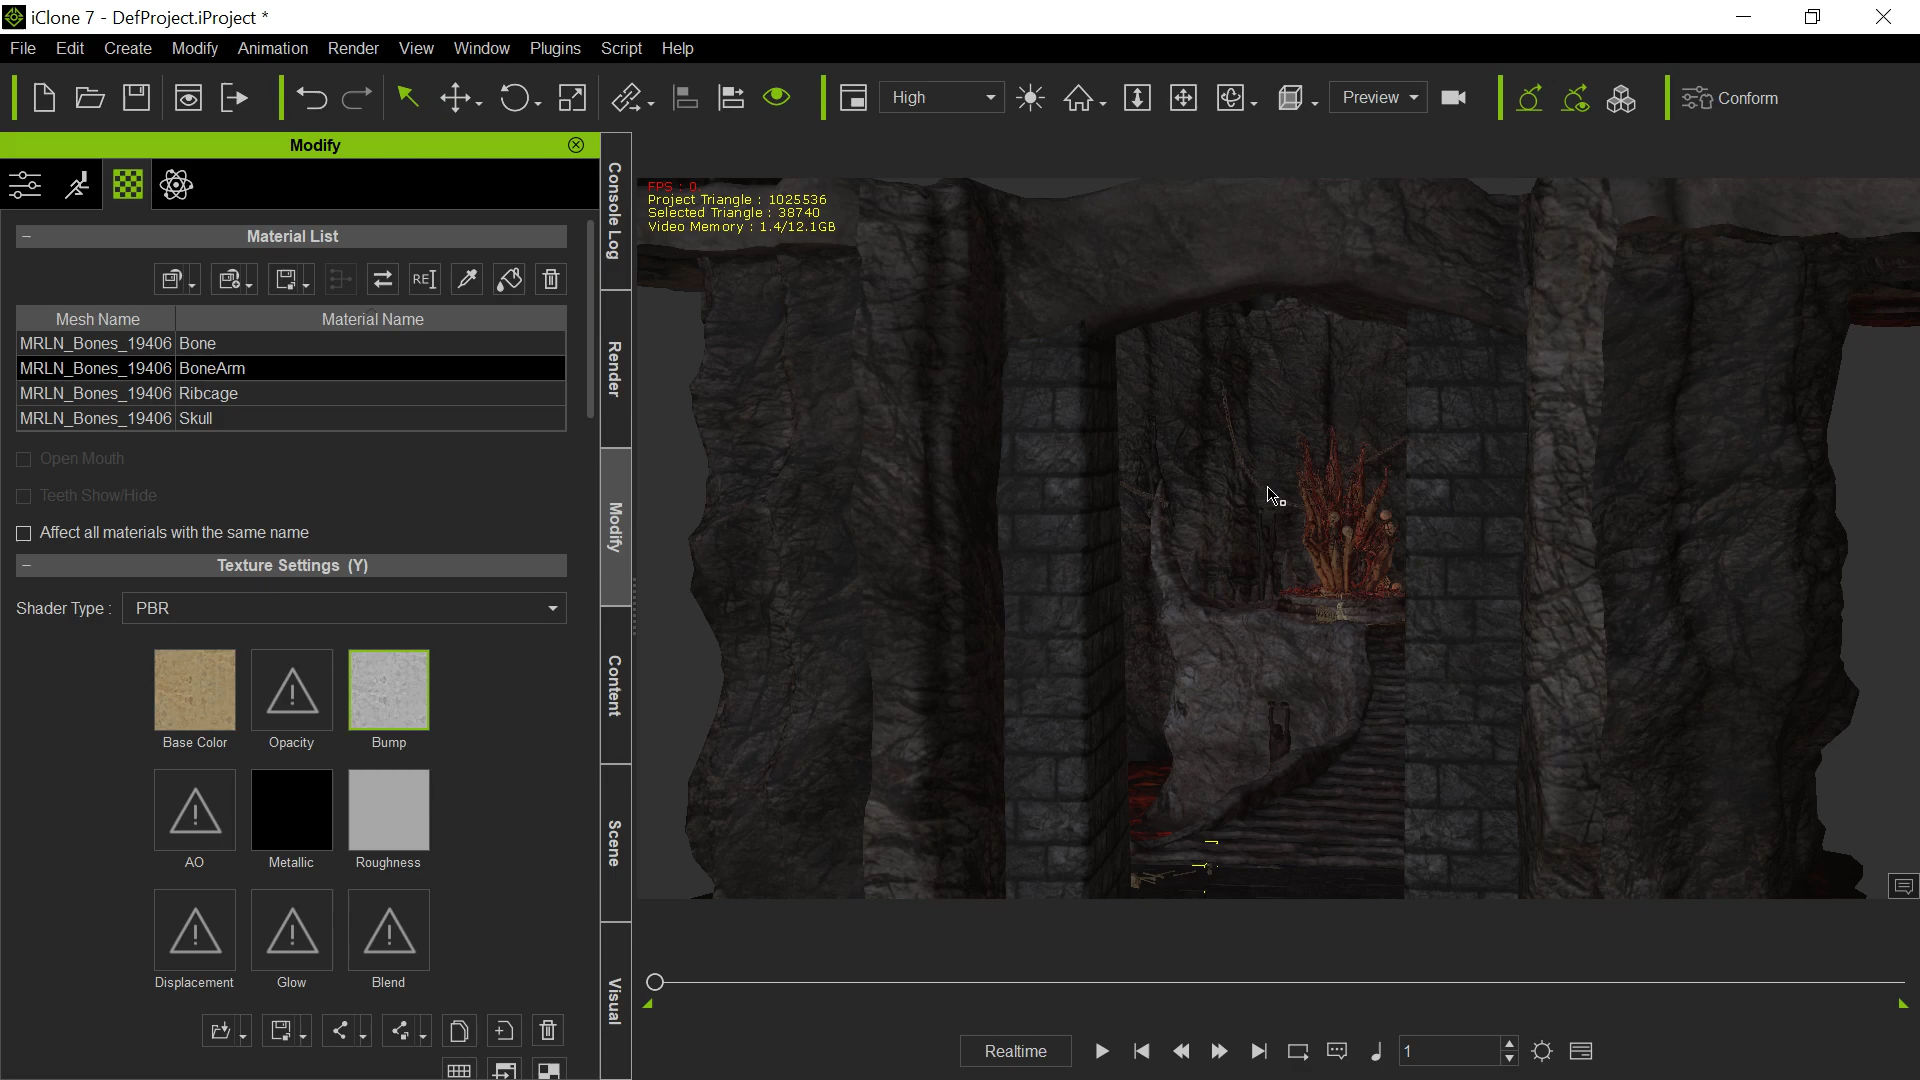 iClone 7 - DefProject.iProject *
File Edit Create Modify Animation Render View Window Plugins Script Help
High
Preview
Conform
Modify
Material List
REI
Mesh Name Material Name
MRLN_Bones_19406 Bone
MRLN_Bones_19406 BoneArm
MRLN_Bones_19406 Ribcage
MRLN_Bones_19406 Skull
Open Mouth
Teeth Show/Hide
Affect all materials with the same name
Texture Settings (Y)
Shader Type : PBR
Base Color Opacity Bump
AO Metallic Roughness
Displacement Glow Blend
Console Log
Render
Modify
Content
Scene
Visual
FPS : 0
Project Triangle : 1025536
Selected Triangle : 38740
Video Memory : 1.4/12.1GB
Realtime
1